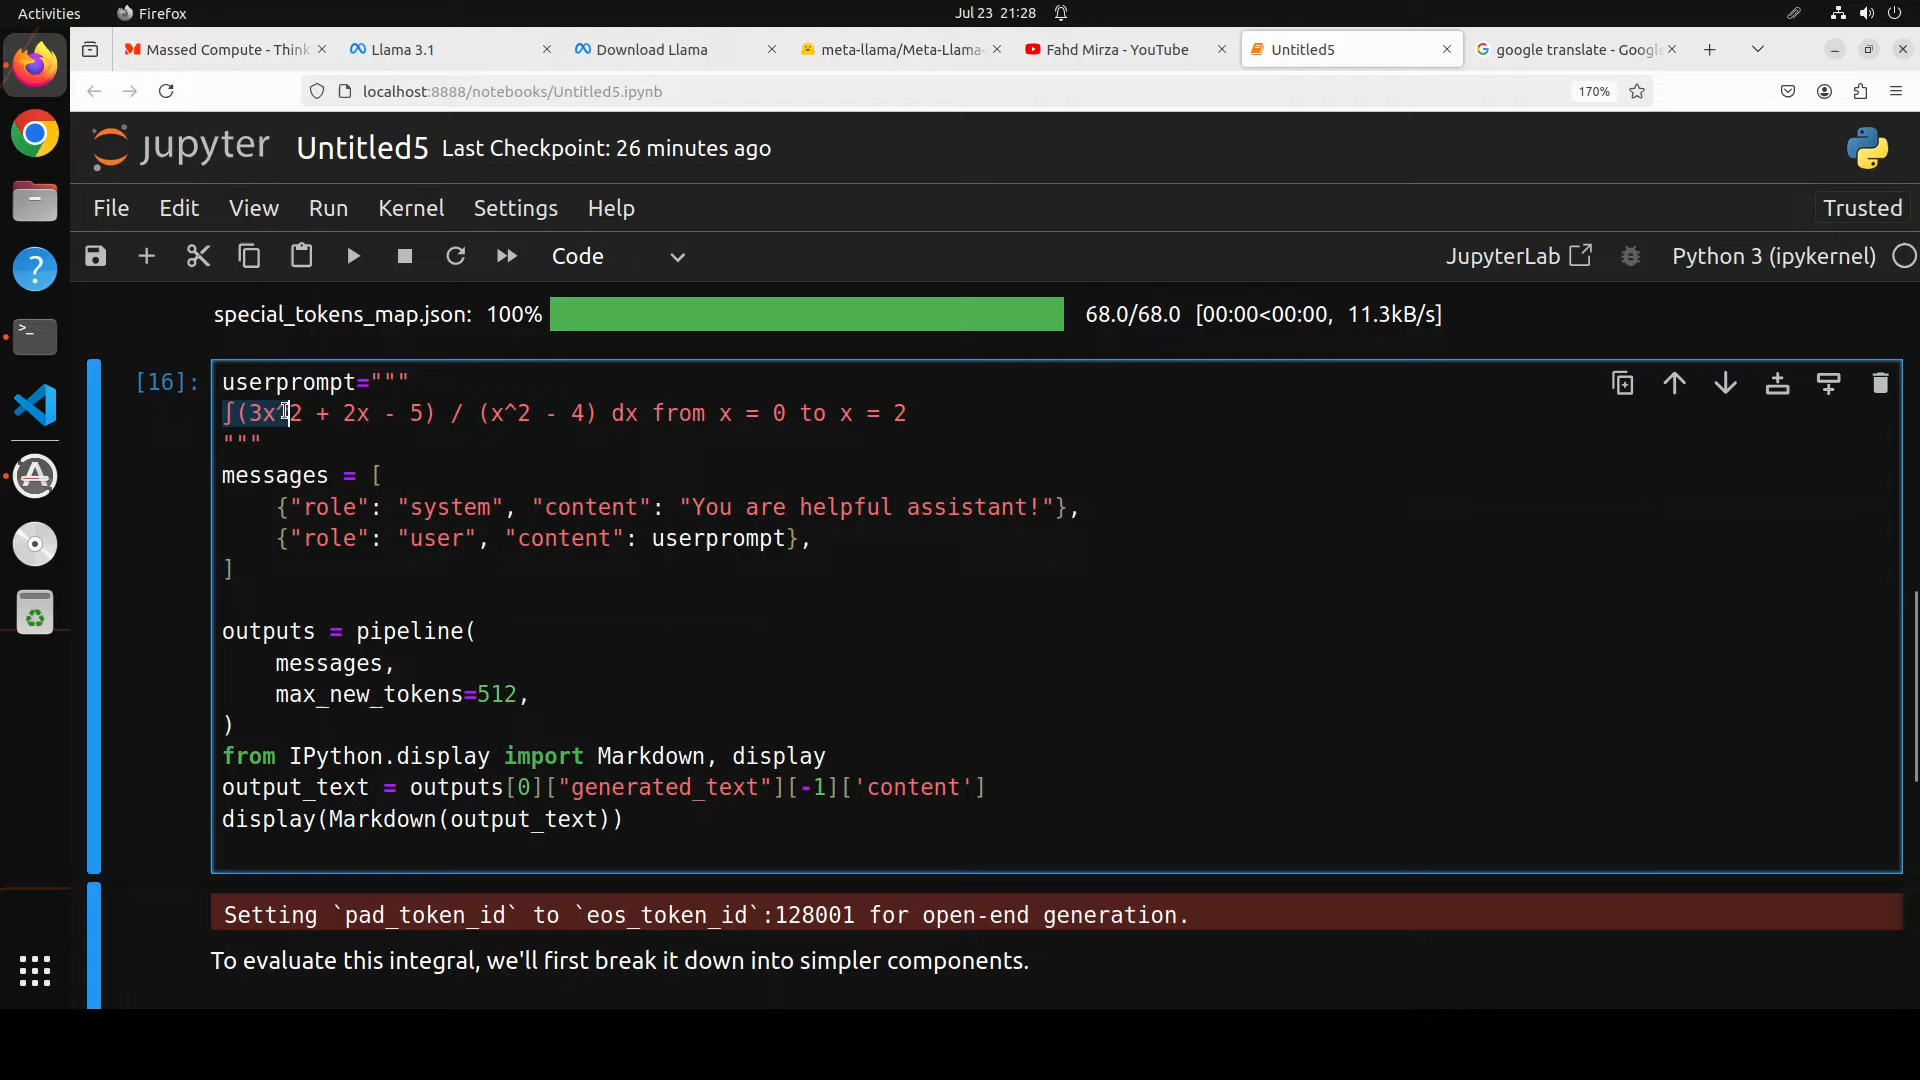 Activities
Firefox
Jul 23 21:28
Massed Compute - Think
Llama 3.1
Download Llama
meta-llama/Meta-Llama-
Fahd Mirza - YouTube
Untitled5
google translate - Google
localhost:8888/notebooks/Untitled5.ipynb
170%
jupyter
Untitled5
Last Checkpoint: 26 minutes ago
File Edit View Run Kernel Settings Help
Trusted
Code
JupyterLab
Python 3 (ipykernel)
special_tokens_map.json: 100% 68.0/68.0 [00:00<00:00, 11.3kB/s]
[16]:
userprompt="""
∫(3x^2 + 2x - 5) / (x^2 - 4) dx from x = 0 to x = 2
"""
messages = [
    {"role": "system", "content": "You are helpful assistant!"},
    {"role": "user", "content": userprompt},
]
outputs = pipeline(
    messages,
    max_new_tokens=512,
)
from IPython.display import Markdown, display
output_text = outputs[0]["generated_text"][-1]['content']
display(Markdown(output_text))
Setting `pad_token_id` to `eos_token_id`:128001 for open-end generation.
To evaluate this integral, we'll first break it down into simpler components.